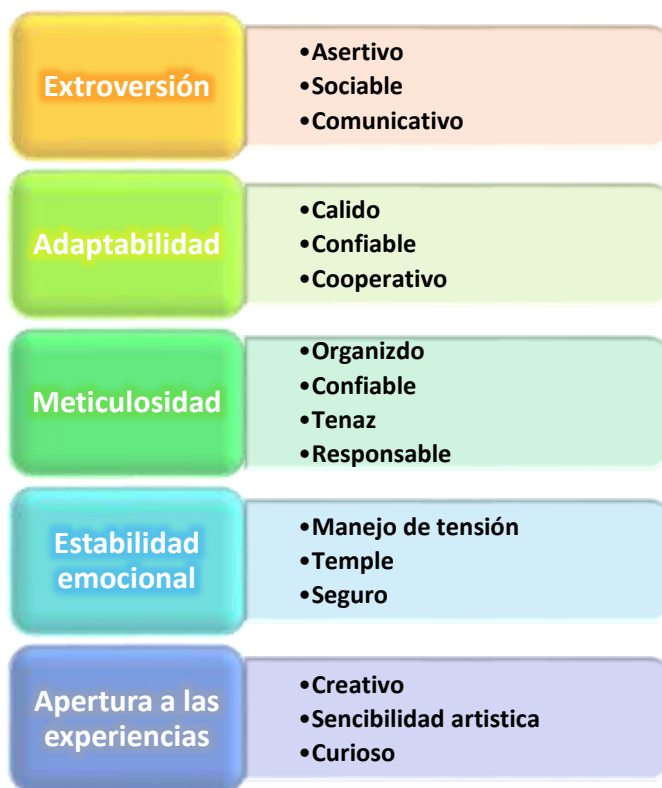 Extroversión
•Asertivo
•Sociable
•Comunicativo
Adaptabilidad
•Calido
•Confiable
•Cooperativo
Meticulosidad
•Organizdo
•Confiable
•Tenaz
•Responsable
Estabilidad
emocional
•Manejo de tensión
•Temple
•Seguro
Apertura a las
experiencias
•Creativo
•Sencibilidad artistica
•Curioso